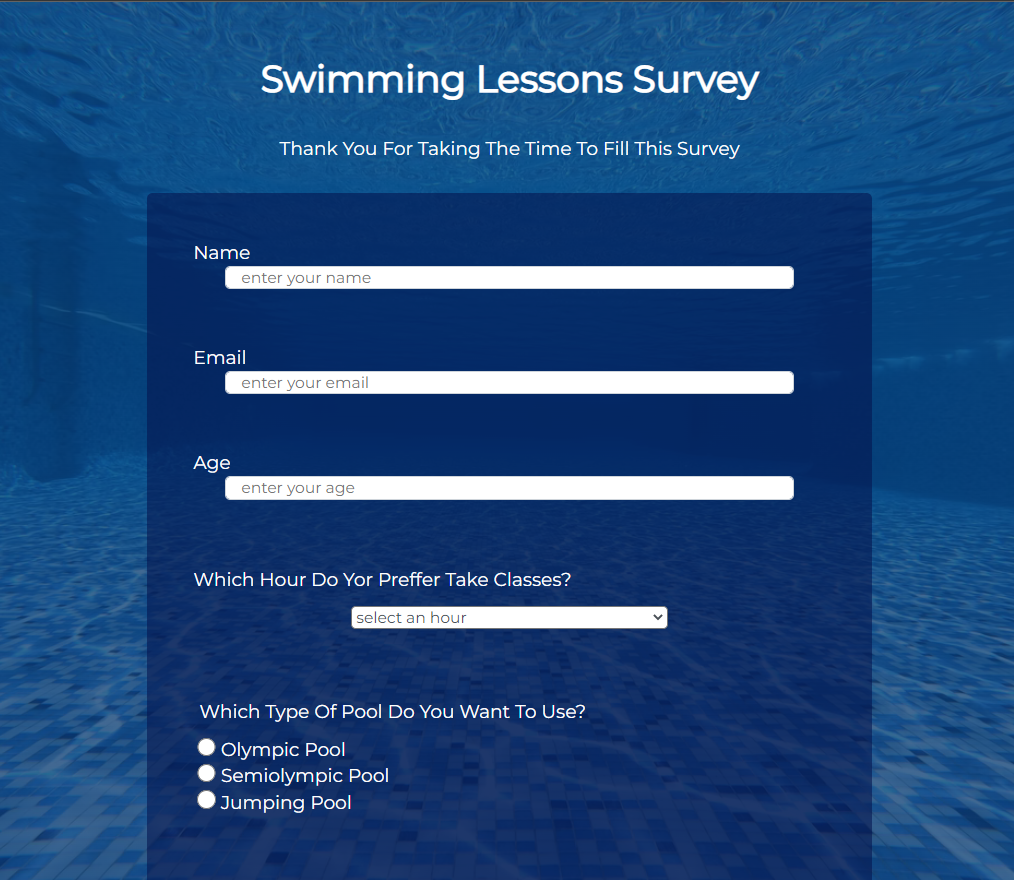 Swimming Lessons Survey
Thank You For Taking The Time To Fill This Survey
Name
enter your name
Email
enter your email
Age
enter your age
Which Hour Do Yor Preffer Take Classes?
select an hour
Which Type Of Pool Do You Want To Use?
Olympic Pool
Semiolympic Pool
Jumping Pool